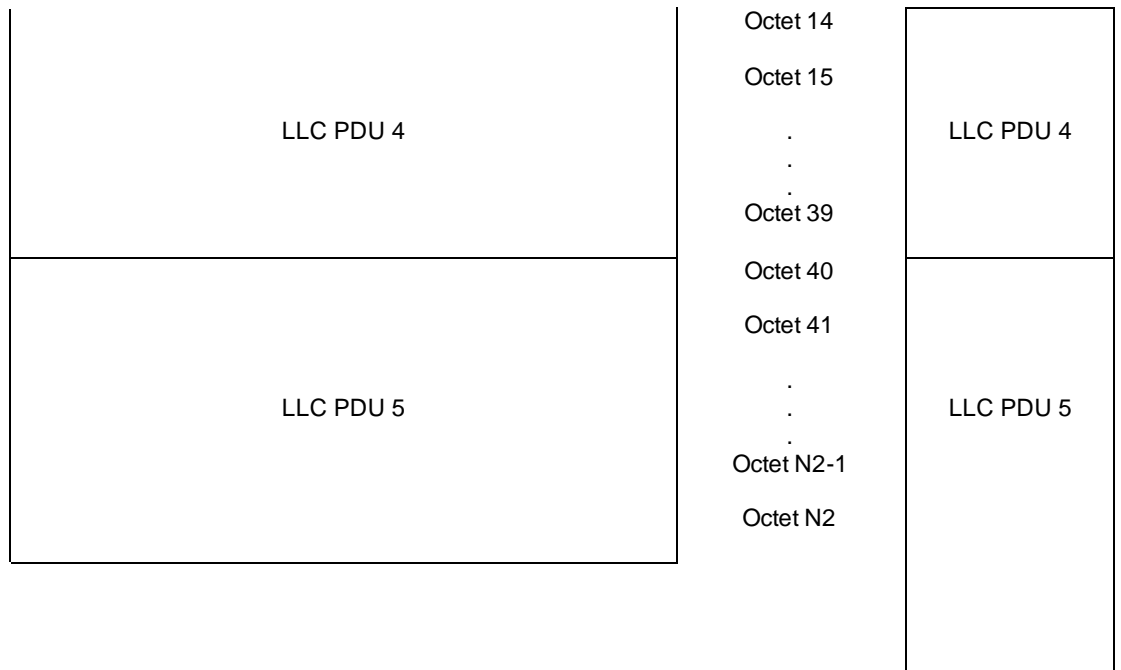 Octet 14
Octet 15
LLC PDU 4 . LLC PDU 4
.
.
Octet 39
Octet 40
Octet 41
.
LLC PDU 5 . LLC PDU 5
.
Octet N2-1
Octet N2